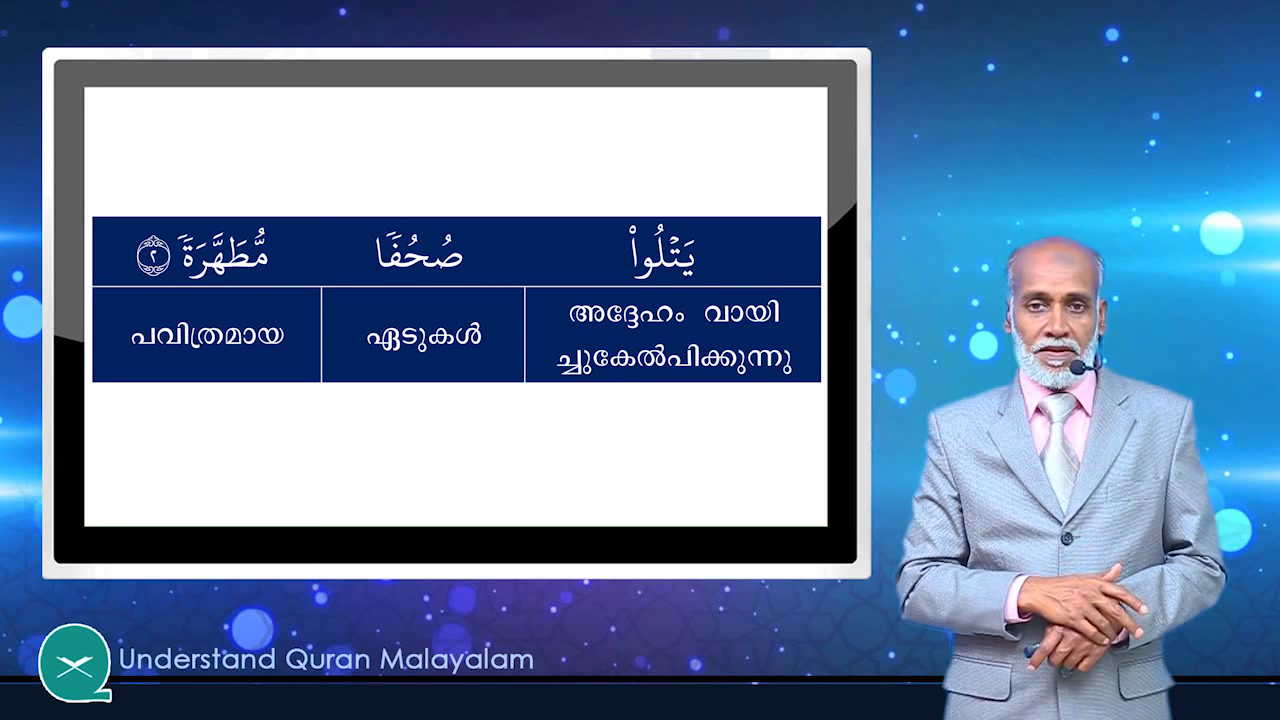 يَتْلُوا۟ صُحُفًا مُّطَهَّرَةً ۝٢
അദ്ദേഹം വായി
ച്ചുകേൽപിക്കുന്നു
ഏടുകൾ
പവിത്രമായ
Understand Quran Malayalam